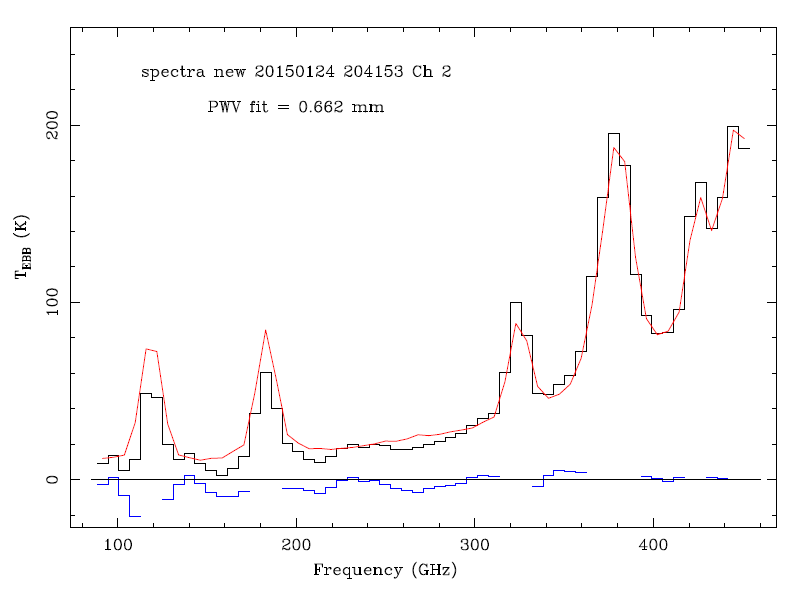 spectra new 20150124 204153 Ch 2
PWV fit = 0.662 mm
T_EBB (K)
200
100
0
100
200
300
400
Frequency (GHz)